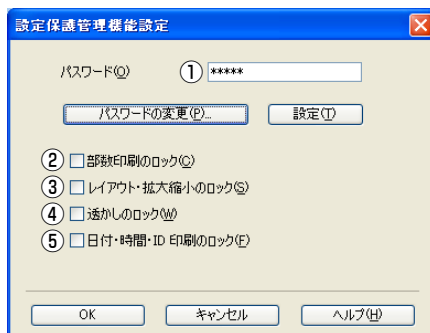 設定保護管理機能設定
パスワード(O) ① *****
パスワードの変更(P)... 設定(T)
② 部数印刷のロック(C)
③ レイアウト・拡大縮小のロック(S)
④ 透かしのロック(W)
⑤ 日付・時間・ID 印刷のロック(F)
OK キャンセル ヘルプ(H)